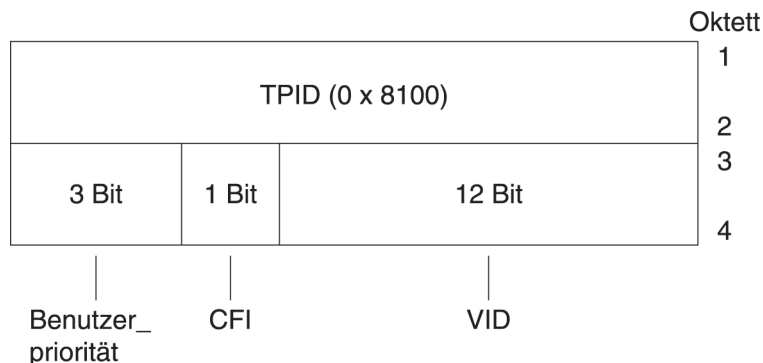 Oktett
1
TPID (0 x 8100)
2
3
3 Bit 1 Bit 12 Bit
4
Benutzer_ CFI VID
priorität